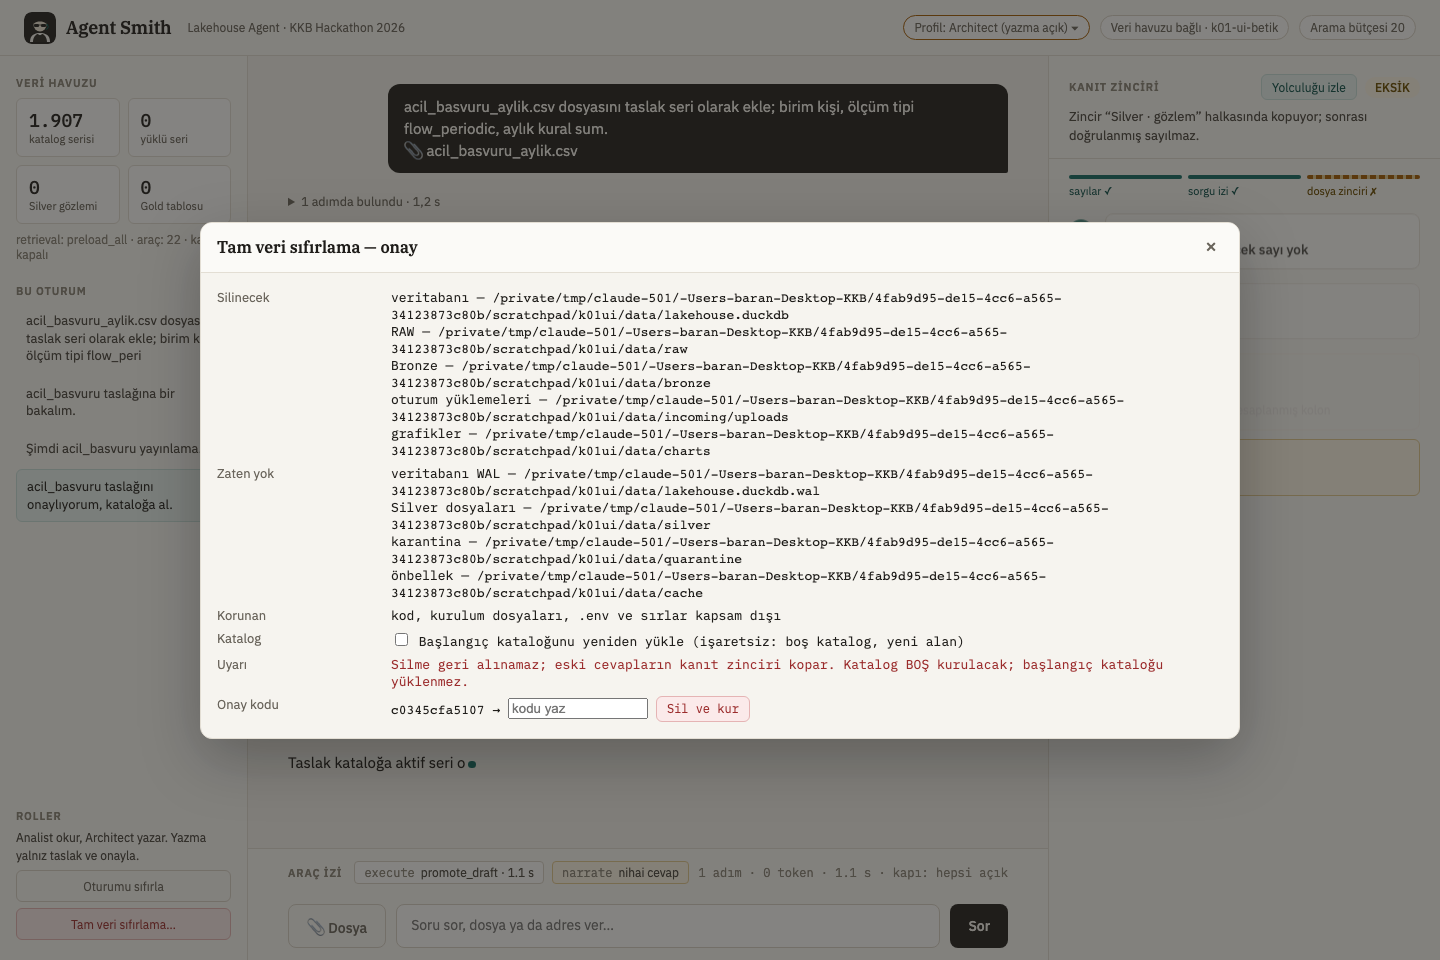 Agent Smith
Lakehouse Agent · KKB Hackathon 2026
Profil: Architect (yazma açık)
Veri havuzu bağlı · k01-ui-betik
Arama bütçesi 20
VERİ HAVUZU
1.907
katalog serisi
0
yüklü seri
0
Silver gözlemi
0
Gold tablosu
retrieval: preload_all · araç: 22 ·
kapalı
BU OTURUM
acil_basvuru_aylik.csv
taslak seri olarak ekle; birim
ölçüm tipi flow_peri
acil_basvuru taslağına bir
bakalım.
Şimdi acil_basvuru yayınlama
acil_basvuru taslağını
onaylıyorum, kataloğa al.
ROLLER
Analist okur, Architect yazar. Yazma
yalnız taslak ve onayla.
Oturumu sıfırla
Tam veri sıfırlama...
acil_basvuru_aylik.csv dosyasını taslak seri olarak ekle; birim kişi, ölçüm tipi
flow_periodic, aylık kural sum.
acil_basvuru_aylik.csv
1 adımda bulundu · 1,2 s
Tam veri sıfırlama — onay
×
Silinecek
veritabanı — /private/tmp/claude-501/-Users-baran-Desktop-KKB/4fab9d95-de15-4cc6-a565-
34123873c80b/scratchpad/k01ui/data/lakehouse.duckdb
RAW — /private/tmp/claude-501/-Users-baran-Desktop-KKB/4fab9d95-de15-4cc6-a565-
34123873c80b/scratchpad/k01ui/data/raw
Bronze — /private/tmp/claude-501/-Users-baran-Desktop-KKB/4fab9d95-de15-4cc6-a565-
34123873c80b/scratchpad/k01ui/data/bronze
oturum yüklemeleri — /private/tmp/claude-501/-Users-baran-Desktop-KKB/4fab9d95-de15-4cc6-a565-
34123873c80b/scratchpad/k01ui/data/incoming/uploads
grafikler — /private/tmp/claude-501/-Users-baran-Desktop-KKB/4fab9d95-de15-4cc6-a565-
34123873c80b/scratchpad/k01ui/data/charts
Zaten yok
veritabanı WAL — /private/tmp/claude-501/-Users-baran-Desktop-KKB/4fab9d95-de15-4cc6-a565-
34123873c80b/scratchpad/k01ui/data/lakehouse.duckdb.wal
Silver dosyaları — /private/tmp/claude-501/-Users-baran-Desktop-KKB/4fab9d95-de15-4cc6-a565-
34123873c80b/scratchpad/k01ui/data/silver
karantina — /private/tmp/claude-501/-Users-baran-Desktop-KKB/4fab9d95-de15-4cc6-a565-
34123873c80b/scratchpad/k01ui/data/quarantine
önbellek — /private/tmp/claude-501/-Users-baran-Desktop-KKB/4fab9d95-de15-4cc6-a565-
34123873c80b/scratchpad/k01ui/data/cache
Korunan
kod, kurulum dosyaları, .env ve sırlar kapsam dışı
Katalog
Başlangıç kataloğunu yeniden yükle (işaretsiz: boş katalog, yeni alan)
Uyarı
Silme geri alınamaz; eski cevapların kanıt zinciri kopar. Katalog BOŞ kurulacak; başlangıç kataloğu
yüklenmez.
Onay kodu
c0345cfa5107 →
kodu yaz
Sil ve kur
Taslak kataloğa aktif seri o
ARAÇ İZİ
execute promote_draft · 1.1 s
narrate nihai cevap
1 adım · 0 token · 1.1 s · kapı: hepsi açık
Dosya
Soru sor, dosya ya da adres ver...
Sor
KANIT ZİNCİRİ
Yolculuğu izle
EKSİK
Zincir “Silver · gözlem” halkasında kopuyor; sonrası
doğrulanmış sayılmaz.
sayılar ✓
sorgu izi ✓
dosya zinciri ✗
sayı yok